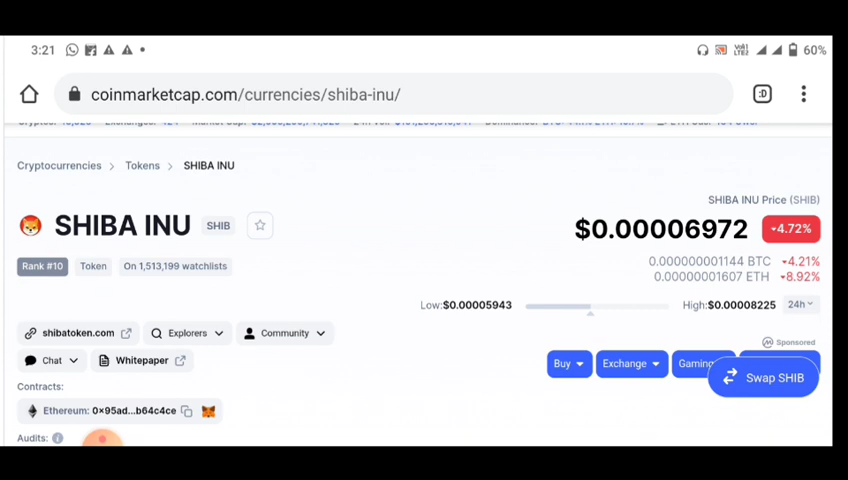 3:21
60%
coinmarketcap.com/currencies/shiba-inu/
:D
Cryptocurrencies > Tokens > SHIBA INU
SHIBA INU Price (SHIB)
SHIBA INU SHIB
$0.00006972 4.72%
Rank #10 Token On 1,513,199 watchlists
0.000000001144 BTC 4.21%
0.00000001607 ETH 8.92%
Low:$0.00005943 High:$0.00008225 24h
shibatoken.com Explorers Community
Sponsored
Chat Whitepaper
Buy Exchange Gaming
Swap SHIB
Contracts:
Ethereum: 0x95ad...b64c4ce
Audits: